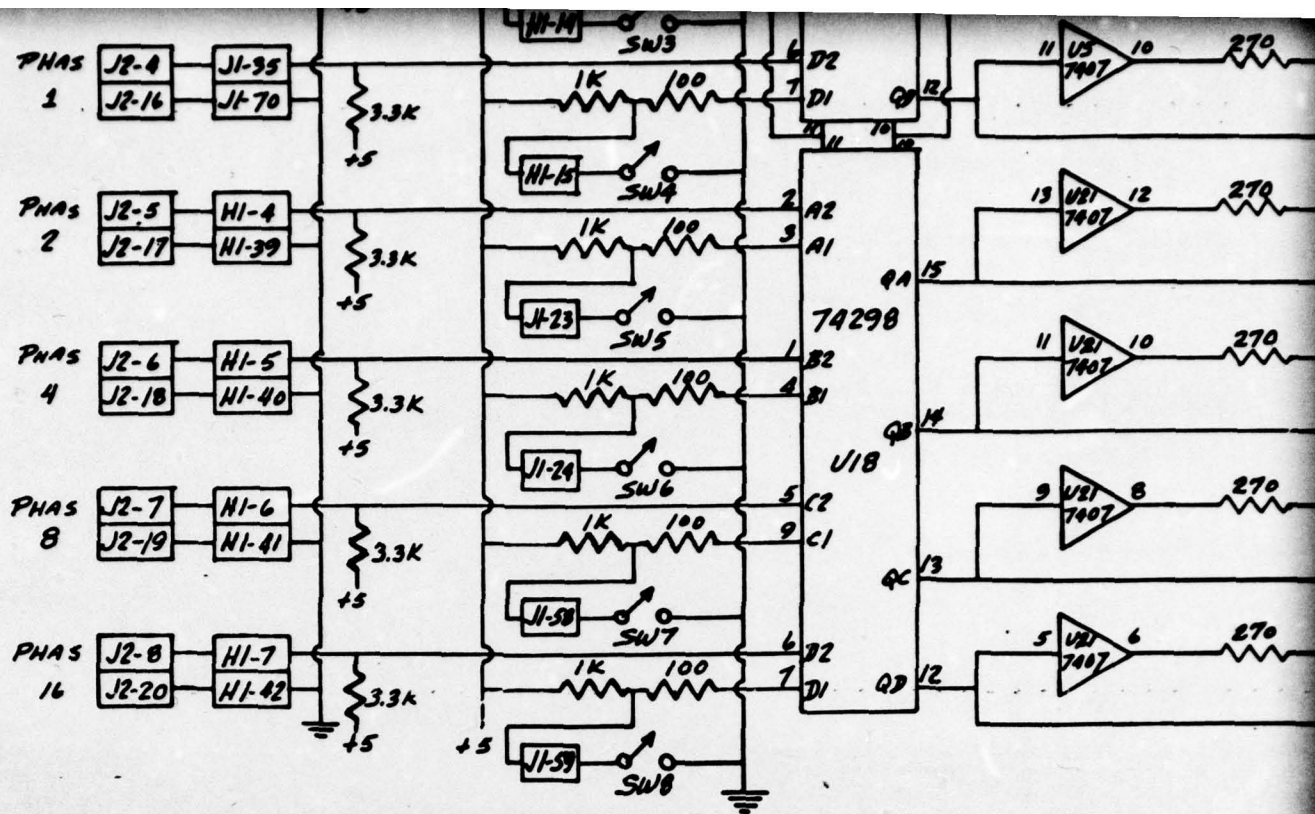 +5
H1-14
SW3
PHAS
1
J2-4
J1-35
J2-16
J1-70
3.3K
+5
1K
100
H1-15
SW4
6
D2
7
D1
QD
12
11
U5
10
7407
270
11
10
PHAS
2
J2-5
H1-4
J2-17
H1-39
3.3K
+5
1K
100
J1-23
SW5
2
A2
3
A1
QA
15
13
U21
12
7407
270
74298
PHAS
4
J2-6
H1-5
J2-18
H1-40
3.3K
+5
1K
100
J1-24
SW6
1
B2
4
B1
QB
14
11
U21
10
7407
270
U18
PHAS
8
J2-7
H1-6
J2-19
H1-41
3.3K
+5
1K
100
J1-58
SW7
5
C2
9
C1
QC
13
9
U21
8
7407
270
PHAS
16
J2-8
H1-7
J2-20
H1-42
3.3K
+5
+5
1K
100
J1-59
SW8
6
D2
7
D1
QD
12
5
U21
6
7407
270